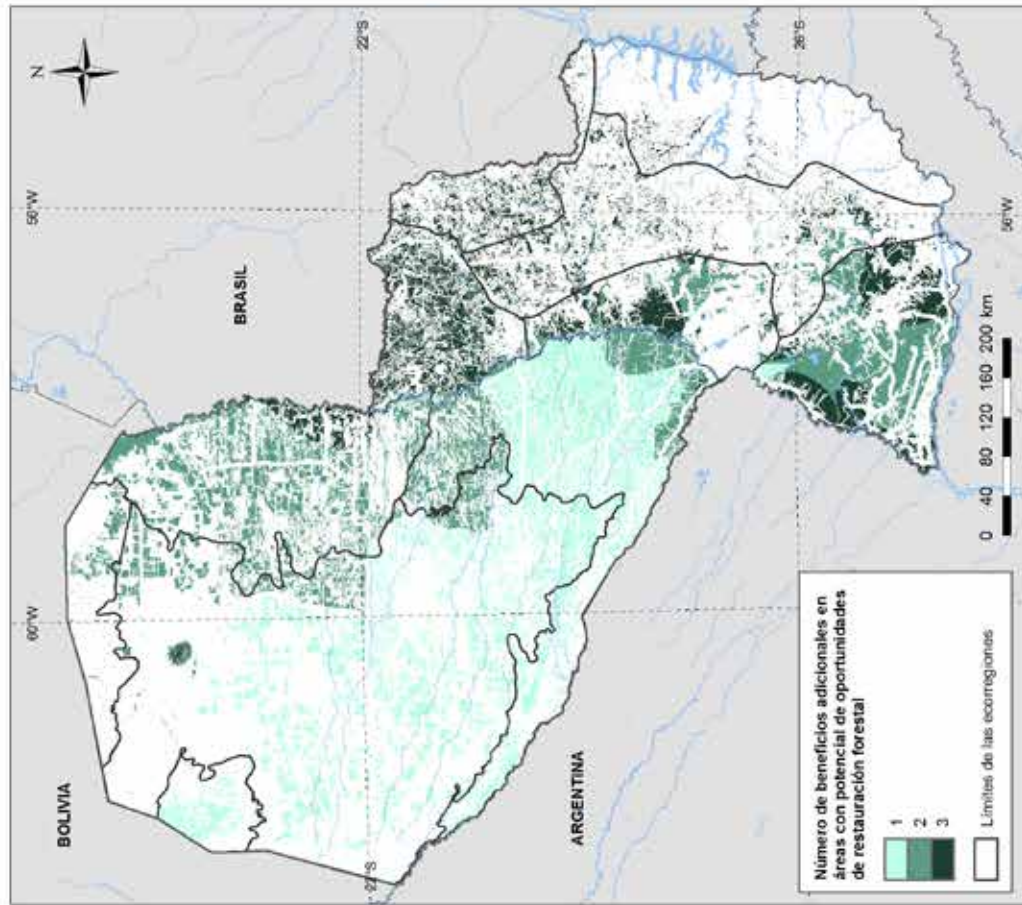 N
56°W
22°S
26°S
BRASIL
60°W
BOLIVIA
ARGENTINA
22°S
56°W
0 40 80 120 160 200 km
Número de beneficios adicionales en
áreas con potencial de oportunidades
de restauración forestal
1
2
3
Límites de las ecorregiones